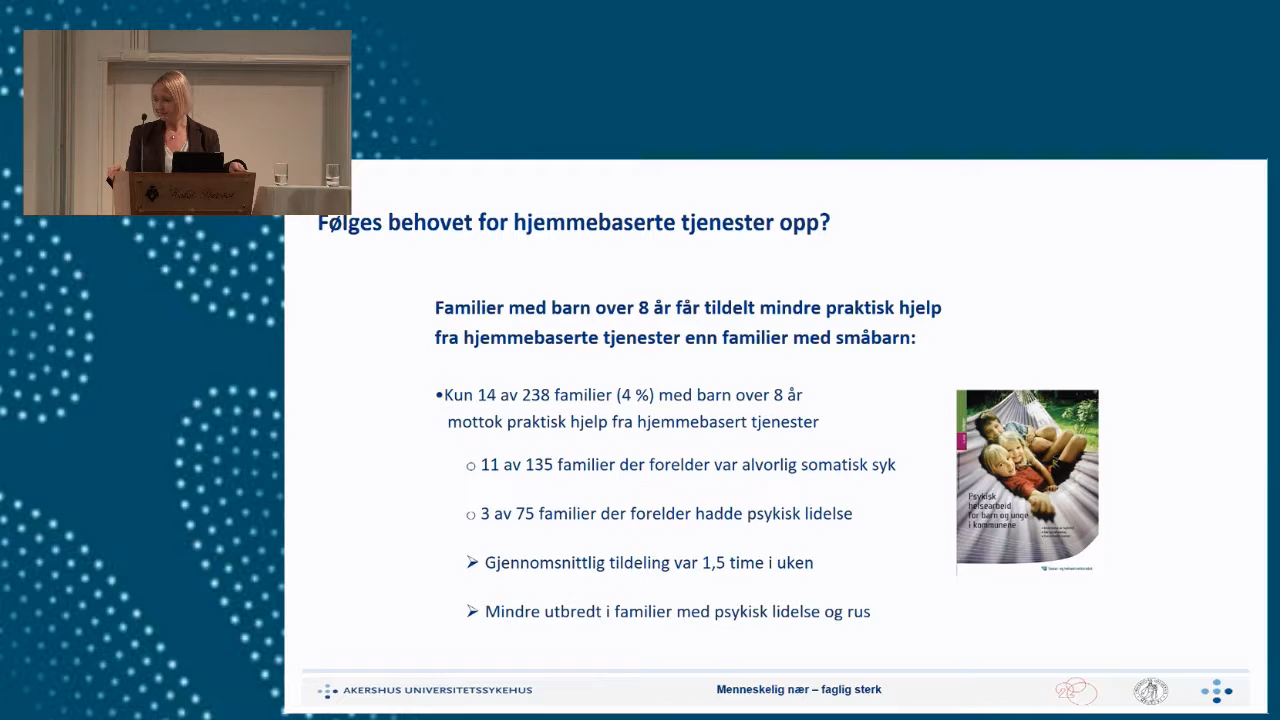 Følges behovet for hjemmebaserte tjenester opp?
Familier med barn over 8 år får tildelt mindre praktisk hjelp
fra hjemmebaserte tjenester enn familier med småbarn:
•Kun 14 av 238 familier (4 %) med barn over 8 år
mottok praktisk hjelp fra hjemmebasert tjenester
o 11 av 135 familier der forelder var alvorlig somatisk syk
o 3 av 75 familier der forelder hadde psykisk lidelse
➢ Gjennomsnittlig tildeling var 1,5 time i uken
➢ Mindre utbredt i familier med psykisk lidelse og rus
Psykisk
helsearbeid
for barn og unge
i kommunene
AKERSHUS UNIVERSITETSSYKEHUS
Menneskelig nær – faglig sterk